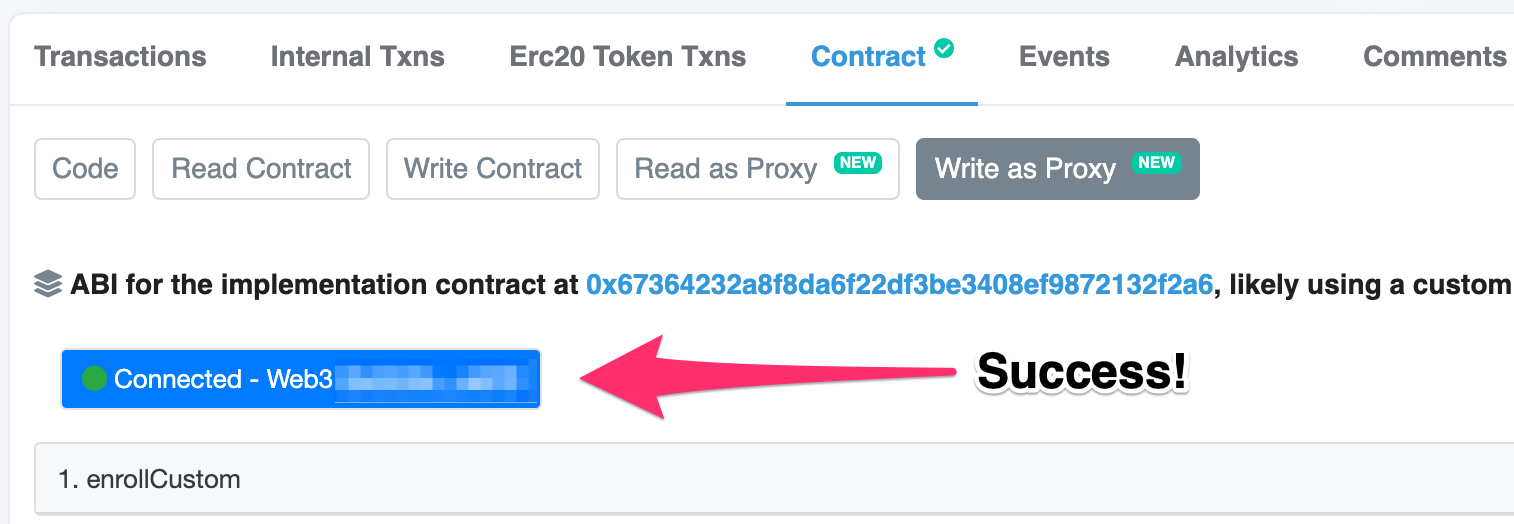 Transactions Internal Txns Erc20 Token Txns Contract Events Analytics Comments
Code Read Contract Write Contract Read as Proxy NEW Write as Proxy NEW
ABI for the implementation contract at 0x67364232a8f8da6f22df3be3408ef9872132f2a6, likely using a custom
Connected - Web3
Success!
1. enrollCustom